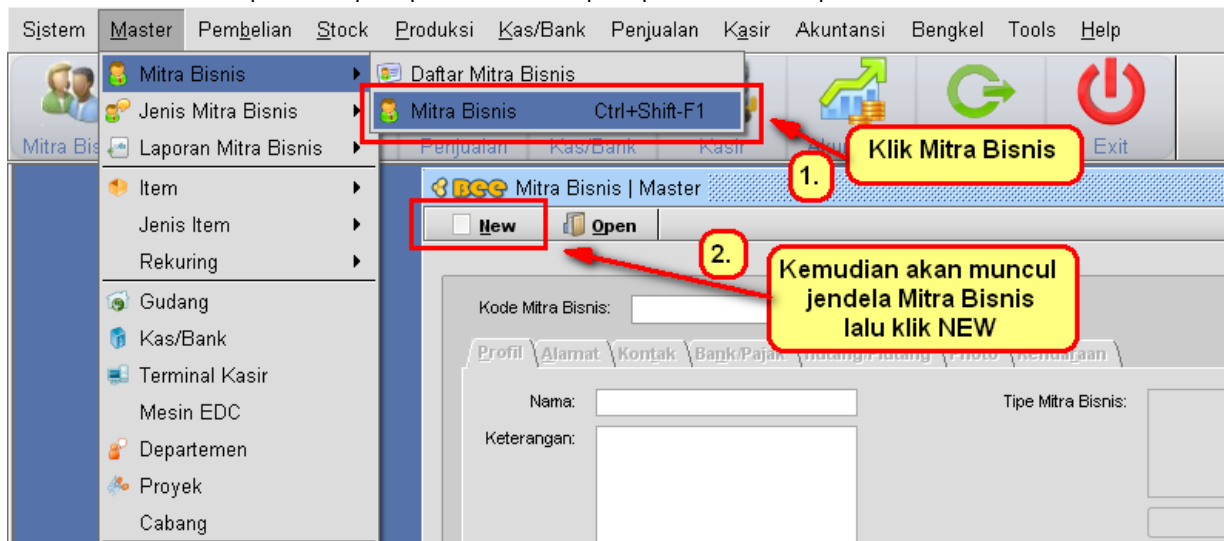 Sistem Master Pembelian Stock Produksi Kas/Bank Penjualan Kasir Akuntansi Bengkel Tools Help
Mitra Bisnis
Jenis Mitra Bisnis
Laporan Mitra Bisnis
Item
Jenis Item
Rekuring
Gudang
Kas/Bank
Terminal Kasir
Mesin EDC
Departemen
Proyek
Cabang
Daftar Mitra Bisnis
Mitra Bisnis Ctrl+Shift-F1
Mitra Bis Penjualan Kas/Bank Kasir Exit
1.
Klik Mitra Bisnis
BEE Mitra Bisnis | Master
New Open
2.
Kemudian akan muncul
jendela Mitra Bisnis
lalu klik NEW
Kode Mitra Bisnis:
Profil Alamat Kontak Bank/Pajak
Nama:
Tipe Mitra Bisnis:
Keterangan: